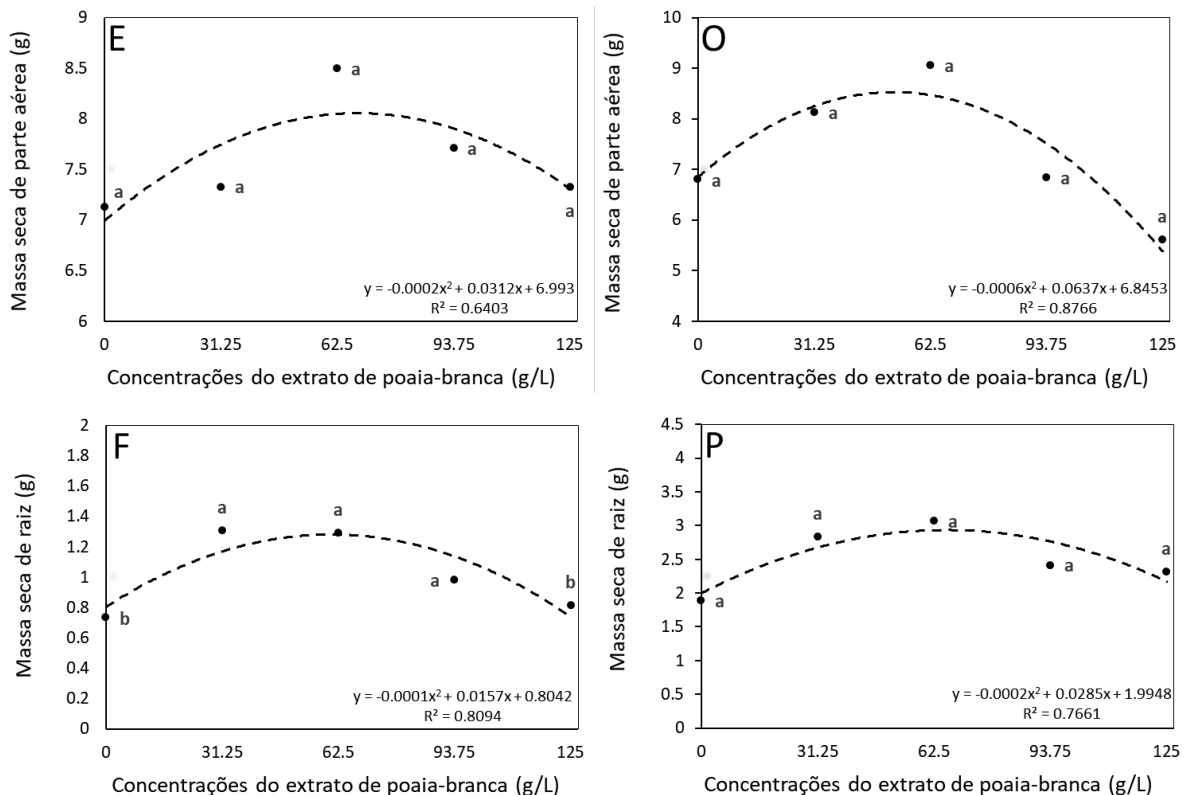 E
Massa seca de parte aérea (g)
9
8.5
8
7.5
7
6.5
6
a
a
a
a
a
y = -0.0002x² + 0.0312x + 6.993
R² = 0.6403
0 31.25 62.5 93.75 125
Concentrações do extrato de poaia-branca (g/L)
O
Massa seca de parte aérea (g)
10
9
8
7
6
5
4
a
a
a
a
a
y = -0.0006x² + 0.0637x + 6.8453
R² = 0.8766
0 31.25 62.5 93.75 125
Concentrações do extrato de poaia-branca (g/L)
F
Massa seca de raiz (g)
2
1.8
1.6
1.4
1.2
1
0.8
0.6
0.4
0.2
0
b
a
a
a
b
y = -0.0001x² + 0.0157x + 0.8042
R² = 0.8094
0 31.25 62.5 93.75 125
Concentrações do extrato de poaia-branca (g/L)
P
Massa seca de raiz (g)
4.5
4
3.5
3
2.5
2
1.5
1
0.5
0
a
a
a
a
a
y = -0.0002x² + 0.0285x + 1.9948
R² = 0.7661
0 31.25 62.5 93.75 125
Concentrações do extrato de poaia-branca (g/L)